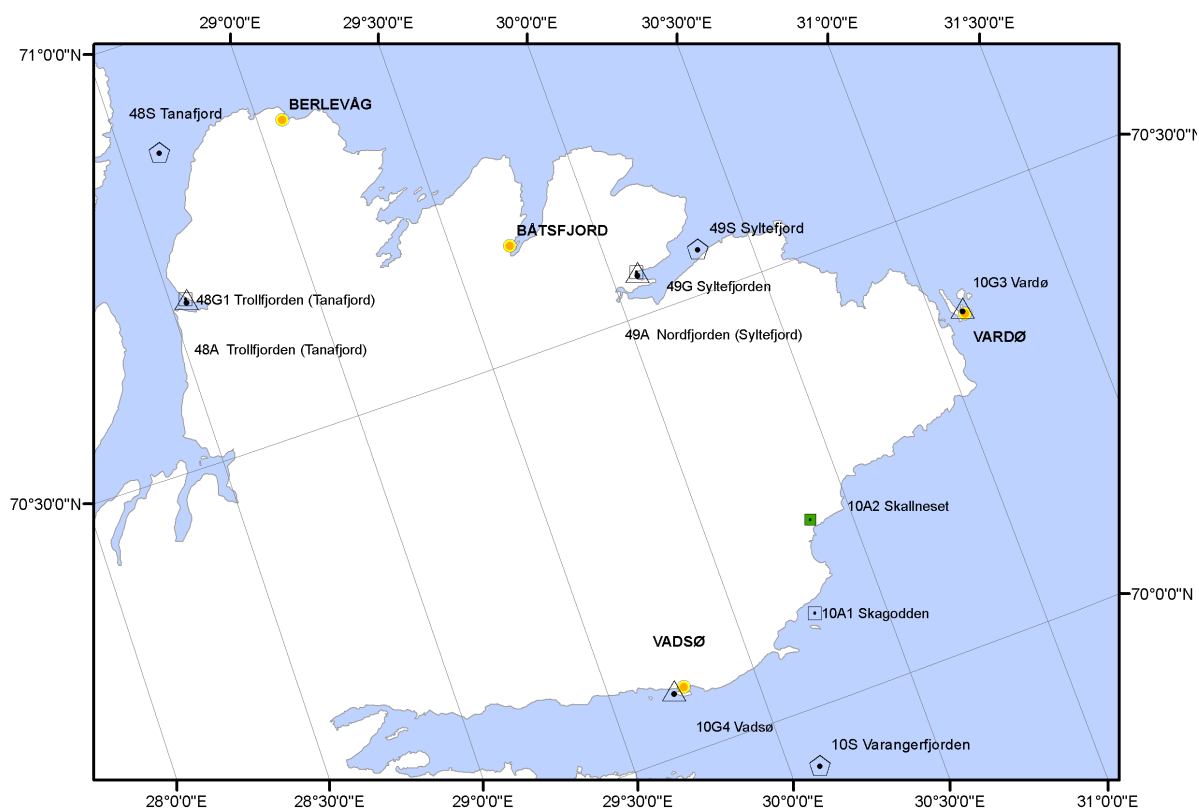 29°0'0"E
29°30'0"E
30°0'0"E
30°30'0"E
31°0'0"E
31°30'0"E
71°0'0"N
48S Tanafjord
BERLEVÅG
70°30'0"N
BÅTSFJORD
49S Syltefjord
48G1 Trollfjorden (Tanafjord)
49G Syltefjorden
10G3 Vardø
49A  Nordfjorden (Syltefjord)
VARDØ
48A  Trollfjorden (Tanafjord)
70°30'0"N
10A2 Skallneset
70°0'0"N
10A1 Skagodden
VADSØ
10G4 Vadsø
10S Varangerfjorden
28°0'0"E
28°30'0"E
29°0'0"E
29°30'0"E
30°0'0"E
30°30'0"E
31°0'0"E